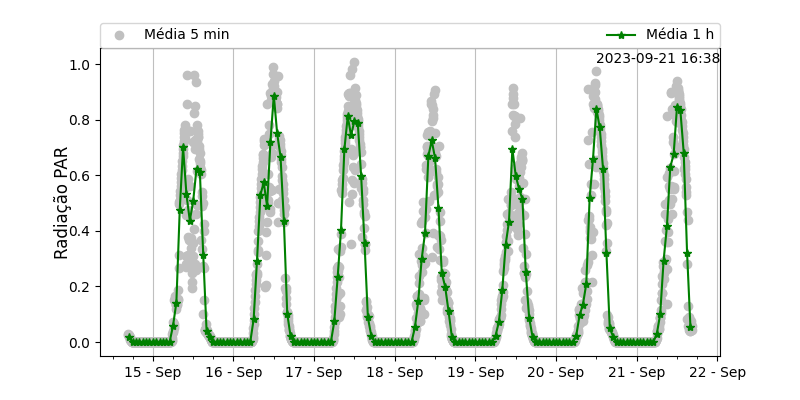 Média 5 min
Média 1 h
2023-09-21 16:38
Radiação PAR
1.0
0.8
0.6
0.4
0.2
0.0
15 - Sep
16 - Sep
17 - Sep
18 - Sep
19 - Sep
20 - Sep
21 - Sep
22 - Sep